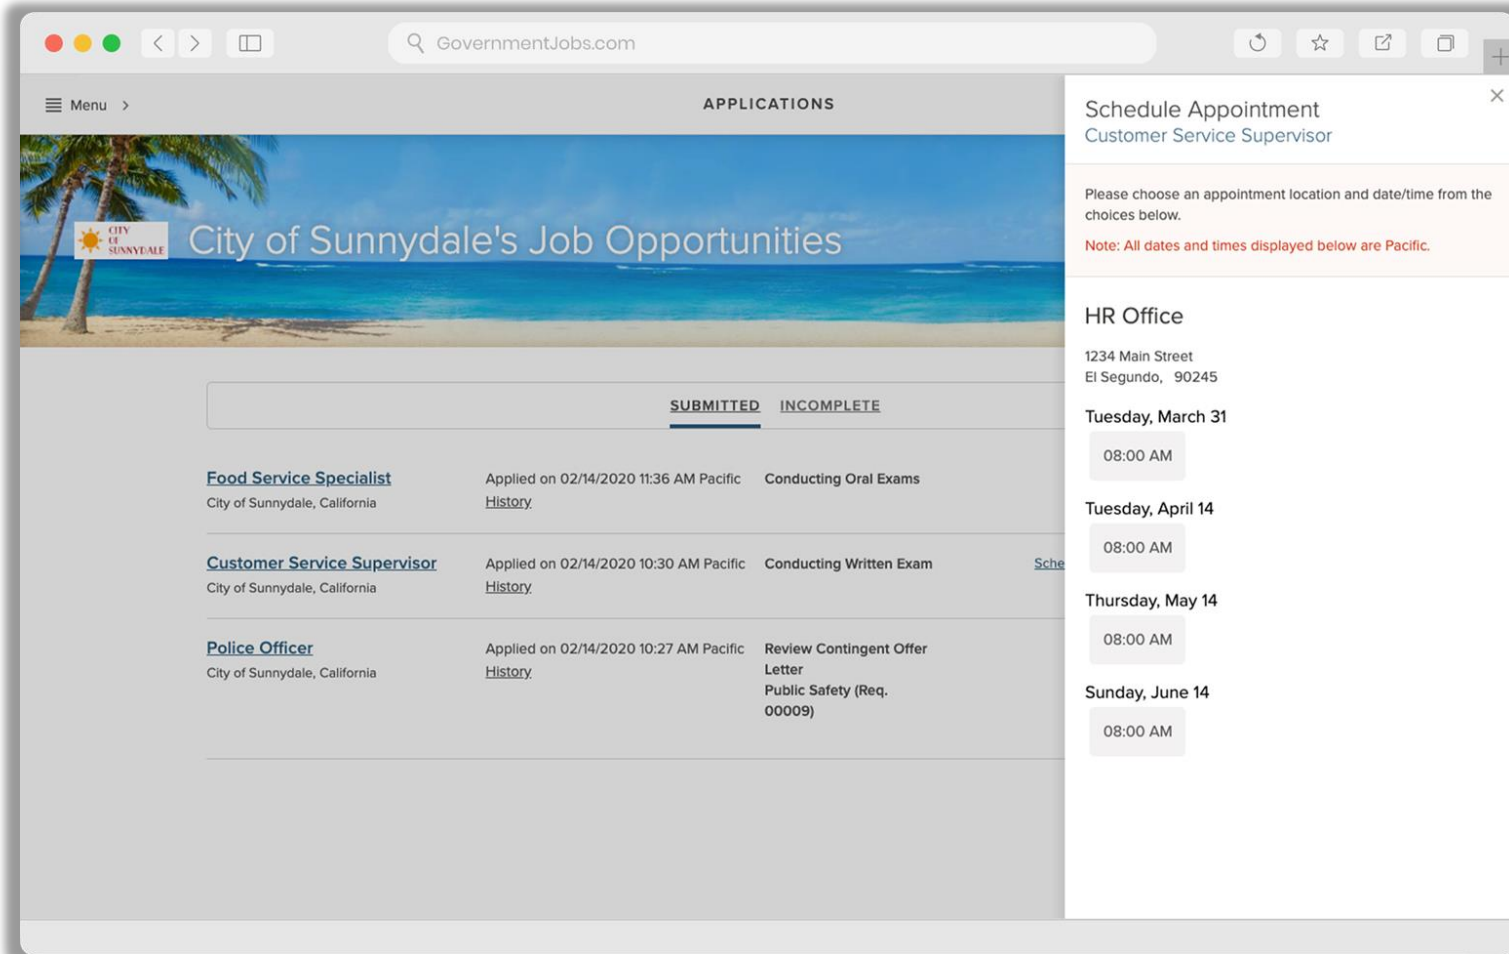 GovernmentJobs.com
Menu
APPLICATIONS
CITY
OF
SUNNYDALE
City of Sunnydale's Job Opportunities
SUBMITTED INCOMPLETE
Food Service Specialist
City of Sunnydale, California
Applied on 02/14/2020 11:36 AM Pacific
History
Conducting Oral Exams
Customer Service Supervisor
City of Sunnydale, California
Applied on 02/14/2020 10:30 AM Pacific
History
Conducting Written Exam
Sche
Police Officer
City of Sunnydale, California
Applied on 02/14/2020 10:27 AM Pacific
History
Review Contingent Offer
Letter
Public Safety (Req.
00009)
Schedule Appointment
Customer Service Supervisor
Please choose an appointment location and date/time from the
choices below.
Note: All dates and times displayed below are Pacific.
HR Office
1234 Main Street
El Segundo, 90245
Tuesday, March 31
08:00 AM
Tuesday, April 14
08:00 AM
Thursday, May 14
08:00 AM
Sunday, June 14
08:00 AM